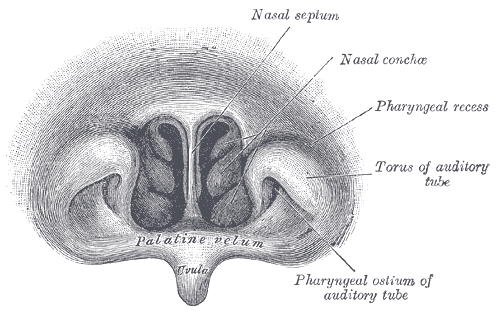 Nasal septum
Nasal conchæ
Pharyngeal recess
Torus of auditory
tube
Palatine velum
Uvula
Pharyngeal ostium of
auditory tube